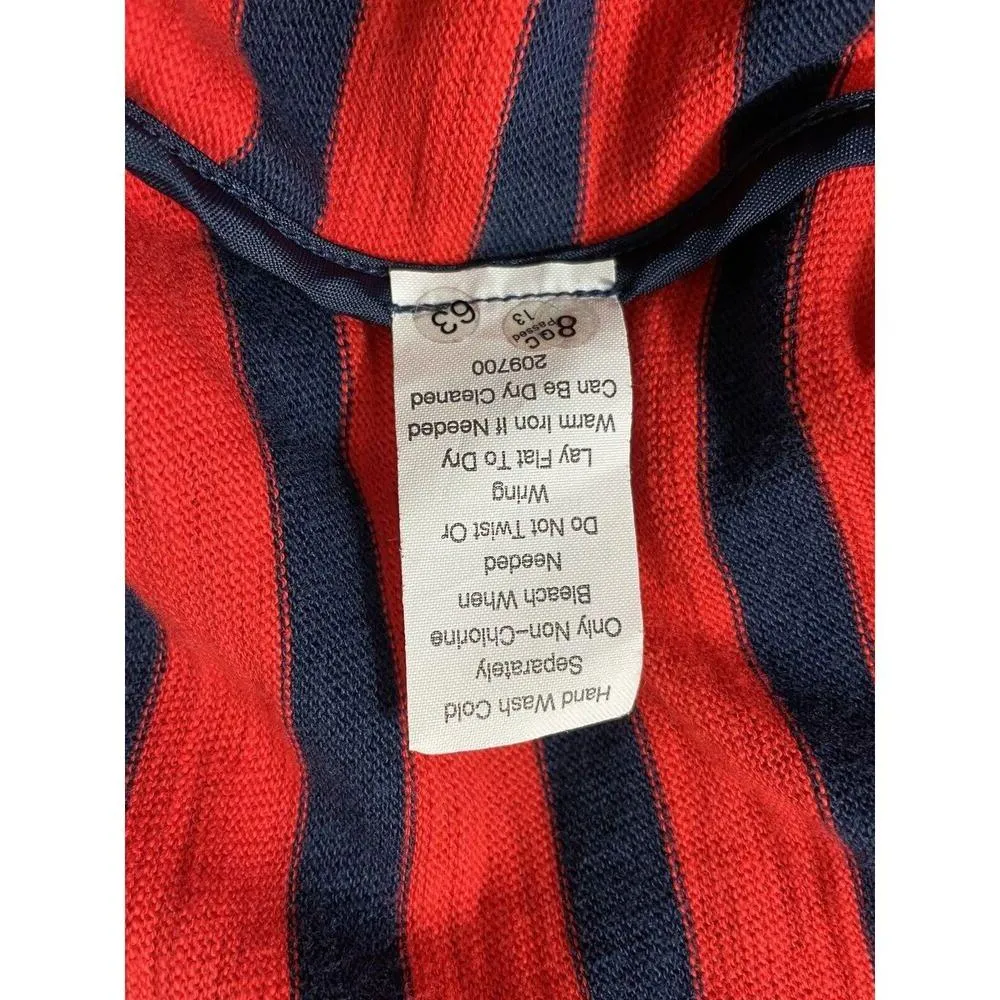 Hand Wash Cold
Separately
Only Non-Chlorine
Bleach When
Needed
Do Not Twist Or
Wring
Lay Flat To Dry
Warm Iron If Needed
Can Be Dry Cleaned
209700
8 QC
Passed
13
63